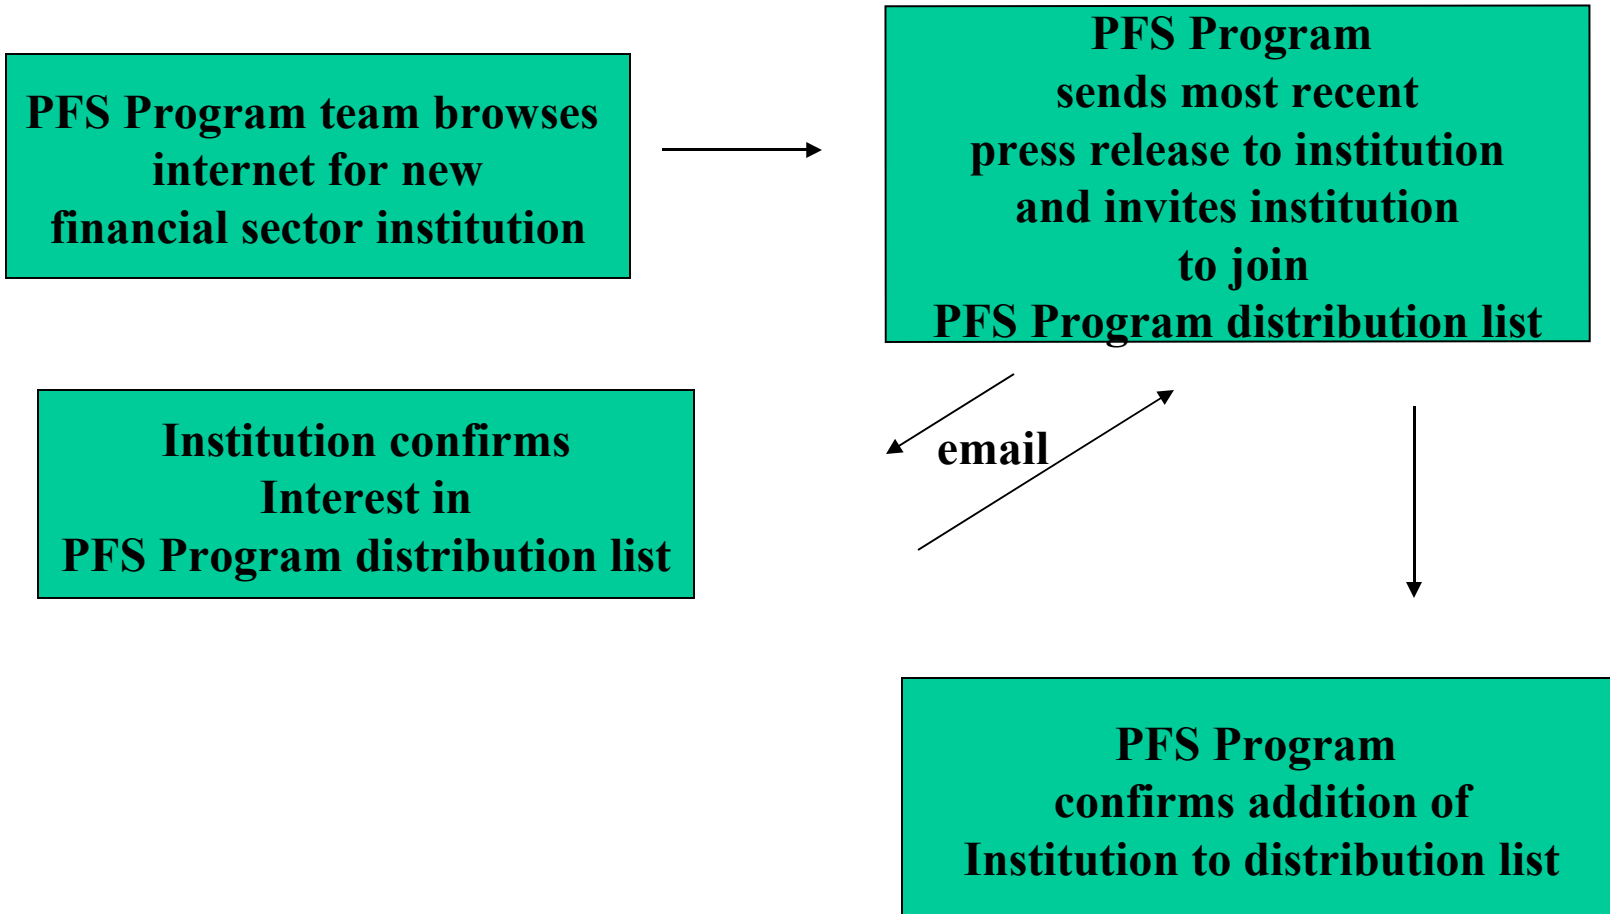 PFS Program team browses
internet for new
financial sector institution
PFS Program
sends most recent
press release to institution
and invites institution
to join
PFS Program distribution list
Institution confirms
Interest in
PFS Program distribution list
email
PFS Program
confirms addition of
Institution to distribution list